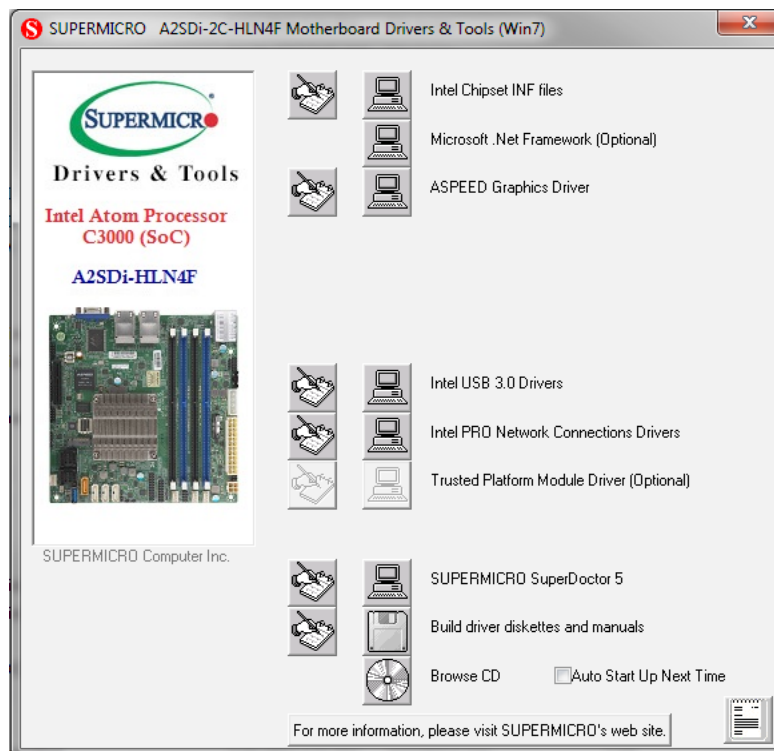 SUPERMICRO A2SDi-2C-HLN4F Motherboard Drivers & Tools (Win7)
SUPERMICRO
Drivers & Tools
Intel Atom Processor
C3000 (SoC)
A2SDi-HLN4F
SUPERMICRO Computer Inc.
Intel Chipset INF files
Microsoft .Net Framework (Optional)
ASPEED Graphics Driver
Intel USB 3.0 Drivers
Intel PRO Network Connections Drivers
Trusted Platform Module Driver (Optional)
SUPERMICRO SuperDoctor 5
Build driver diskettes and manuals
Browse CD
Auto Start Up Next Time
For more information, please visit SUPERMICRO's web site.